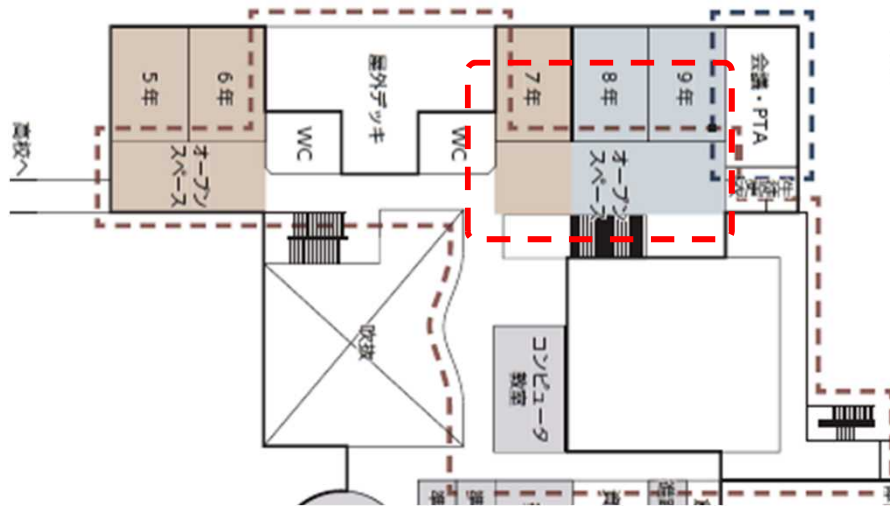 5年
6年
屋外デッキ
7年
8年
9年
会議・PTA
WC
WC
オープン
スペース
オープン
スペース
高校へ
吹抜
コンピュータ
教室